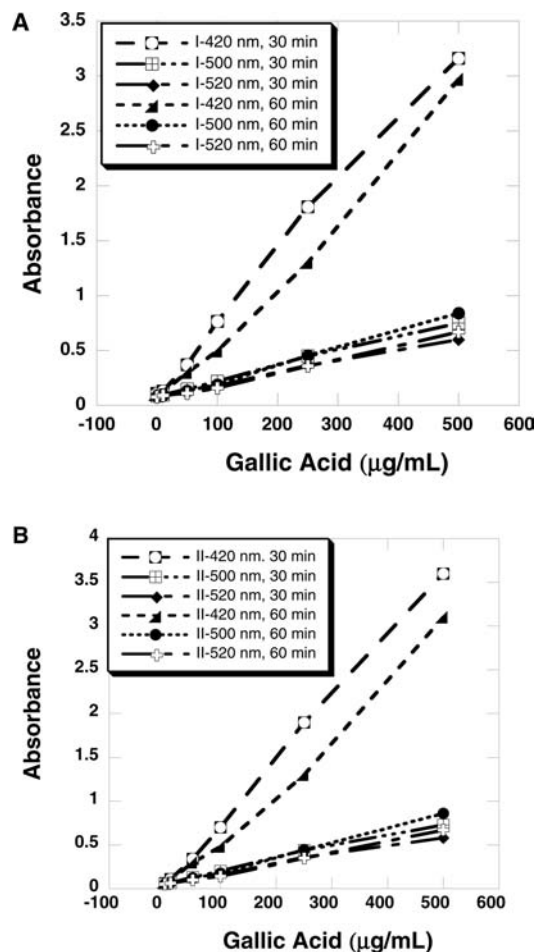 A
I-420 nm, 30 min
I-500 nm, 30 min
I-520 nm, 30 min
I-420 nm, 60 min
I-500 nm, 60 min
I-520 nm, 60 min
3.5
3
2.5
2
1.5
1
0.5
0
Absorbance
-100 0 100 200 300 400 500 600
Gallic Acid (µg/mL)
B
II-420 nm. 30 min
II-500 nm, 30 min
II-520 nm, 30 min
II-420 nm, 60 min
II-500 nm, 60 min
II-520 nm, 60 min
4
3.5
3
2.5
2
1.5
1
0.5
0
Absorbance
-100 0 100 200 300 400 500 600
Gallic Acid (µg/mL)